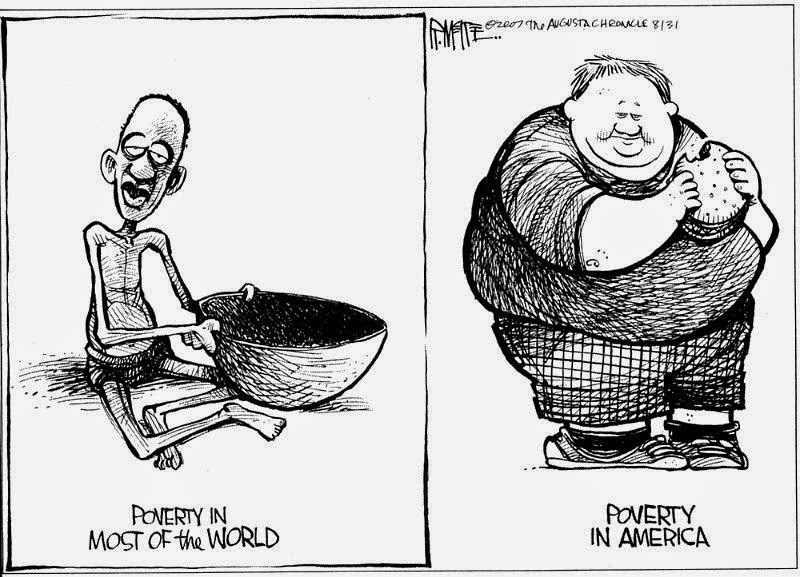 ©2007 The AUGUSTA CHRONICLE 8/31
POVERTY IN
MOST OF the WORLD
POVERTY
IN AMERICA